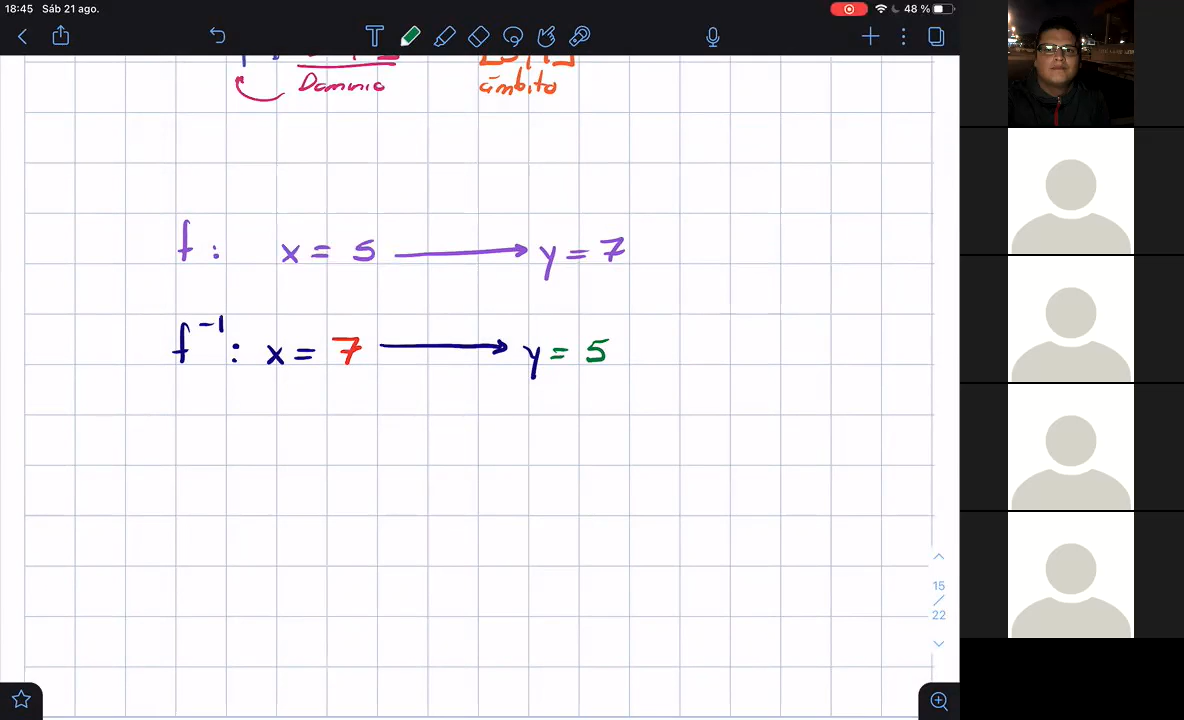 18:45 Sáb 21 ago. 48 %
Dominio ámbito
f : x = 5 → y = 7
f⁻¹ : x = 7 → y = 5
15
/
22